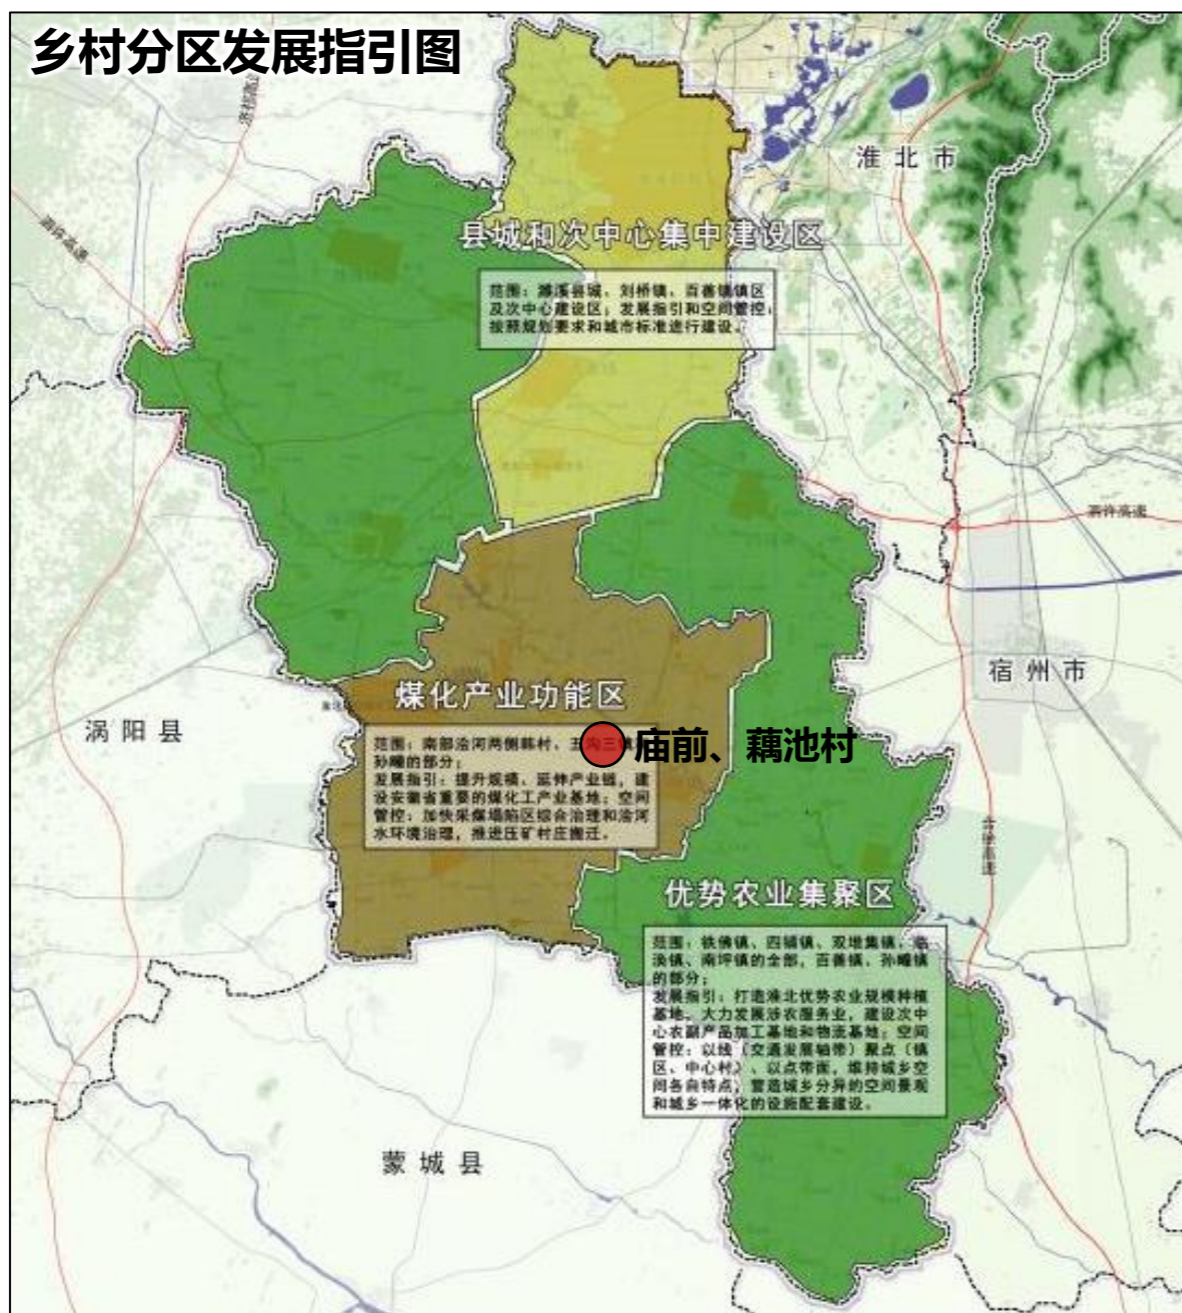 乡村分区发展指引图
淮北市
县城和次中心集中建设区
范围：濉溪县城、刘桥镇、百善镇镇区
及次中心建设区；发展指引和空间管控：
按照规划要求和城市标准进行建设。
泗许高速
宿州市
涡阳县
煤化产业功能区
范围：南部浍河两侧韩村、五沟三镇
孙疃的部分；
发展指引：提升规模、延伸产业链，建
设安徽省重要的煤化工产业基地；空间
管控：加快采煤塌陷区综合治理和浍河
水环境治理，推进压矿村庄搬迁。
庙前、藕池村
优势农业集聚区
范围：铁佛镇、四铺镇、双堆集镇、临
涣镇、南坪镇的全部，百善镇、孙疃镇
的部分；
发展指引：打造淮北优势农业规模种植
基地，大力发展涉农服务业，建设次中
心农副产品加工基地和物流基地；空间
管控：以线（交通发展轴带）聚点（镇
区、中心村）、以点带面，维持城乡空
间各自特点，营造城乡分异的空间景观
和城乡一体化的设施配套建设。
蒙城县